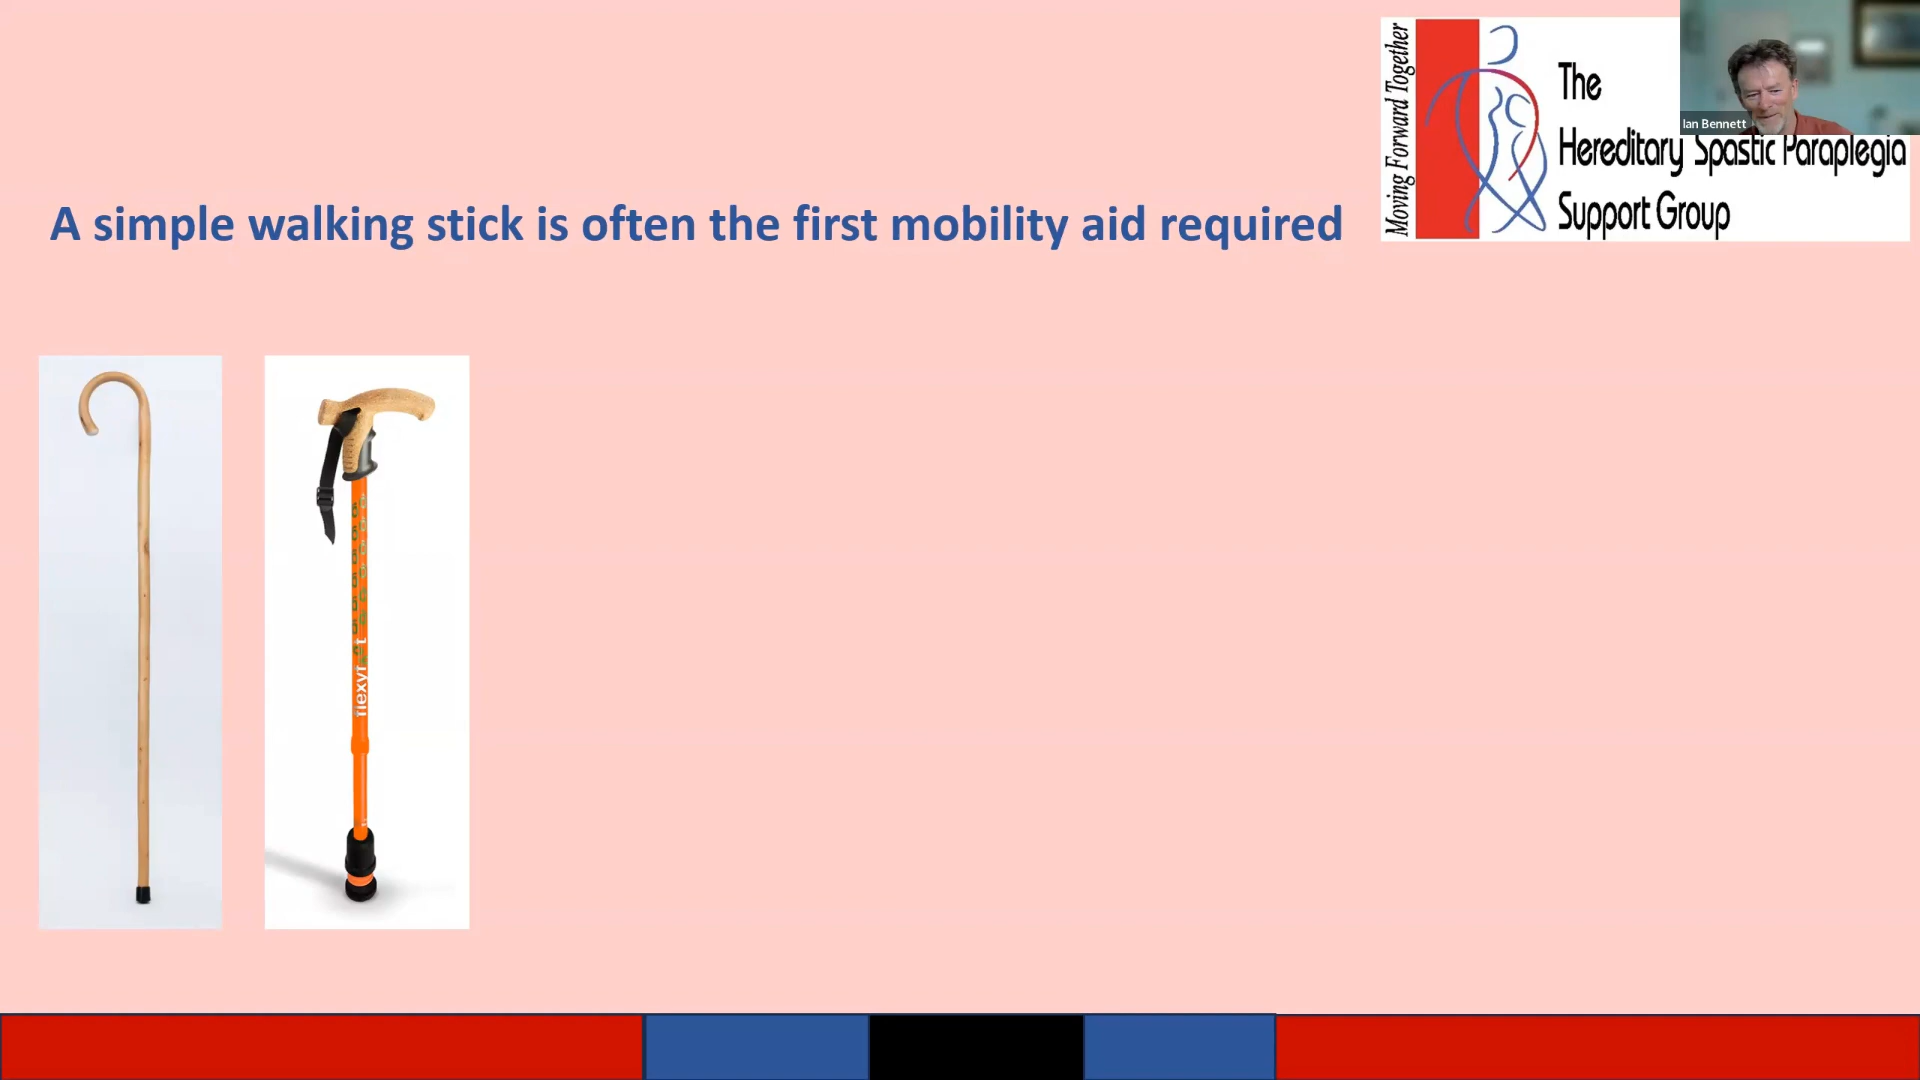 Moving Forward Together
The
Hereditary Spastic Paraplegia
Support Group
Ian Bennett
A simple walking stick is often the first mobility aid required